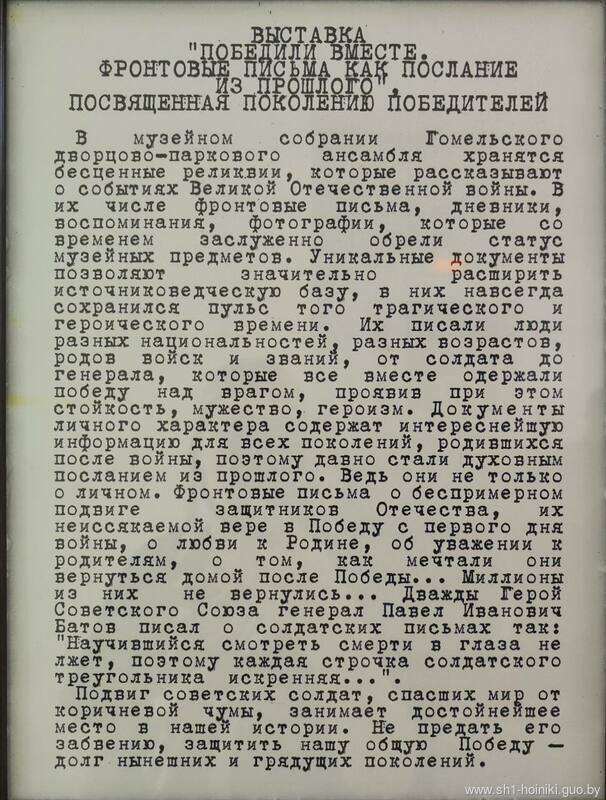 ВЫСТАВКА
"ПОБЕДИЛИ ВМЕСТЕ.
ФРОНТОВЫЕ ПИСЬМА КАК ПОСЛАНИЕ
ИЗ ПРОШЛОГО",
ПОСВЯЩЕННАЯ ПОКОЛЕНИЮ ПОБЕДИТЕЛЕЙ
В музейном собрании Гомельского
дворцово-паркового ансамбля хранятся
бесценные реликвии, которые рассказывают
о событиях Великой Отечественной войны. В
их числе фронтовые письма, дневники,
воспоминания, фотографии, которые со
временем заслуженно обрели статус
музейных предметов. Уникальные документы
позволяют значительно расширить
источниковедческую базу, в них навсегда
сохранился пульс того трагического и
героического времени. Их писали люди
разных национальностей, разных возрастов,
родов войск и званий, от солдата до
генерала, которые все вместе одержали
победу над врагом, проявив при этом
стойкость, мужество, героизм. Документы
личного характера содержат интереснейшую
информацию для всех поколений, родившихся
после войны, поэтому давно стали духовным
посланием из прошлого. Ведь они не только
о личном. Фронтовые письма о беспримерном
подвиге защитников Отечества, их
неиссякаемой вере в Победу с первого дня
войны, о любви к Родине, об уважении к
родителям, о том, как мечтали они
вернуться домой после Победы... Миллионы
из них не вернулись... Дважды Герой
Советского Союза генерал Павел Иванович
Батов писал о солдатских письмах так:
"Научившийся смотреть смерти в глаза не
лжет, поэтому каждая строчка солдатского
треугольника искренняя...".
Подвиг советских солдат, спасших мир от
коричневой чумы, занимает достойнейшее
место в нашей истории. Не предать его
забвению, защитить нашу общую Победу —
долг нынешних и грядущих поколений.
www.sh1-hoiniki.guo.by